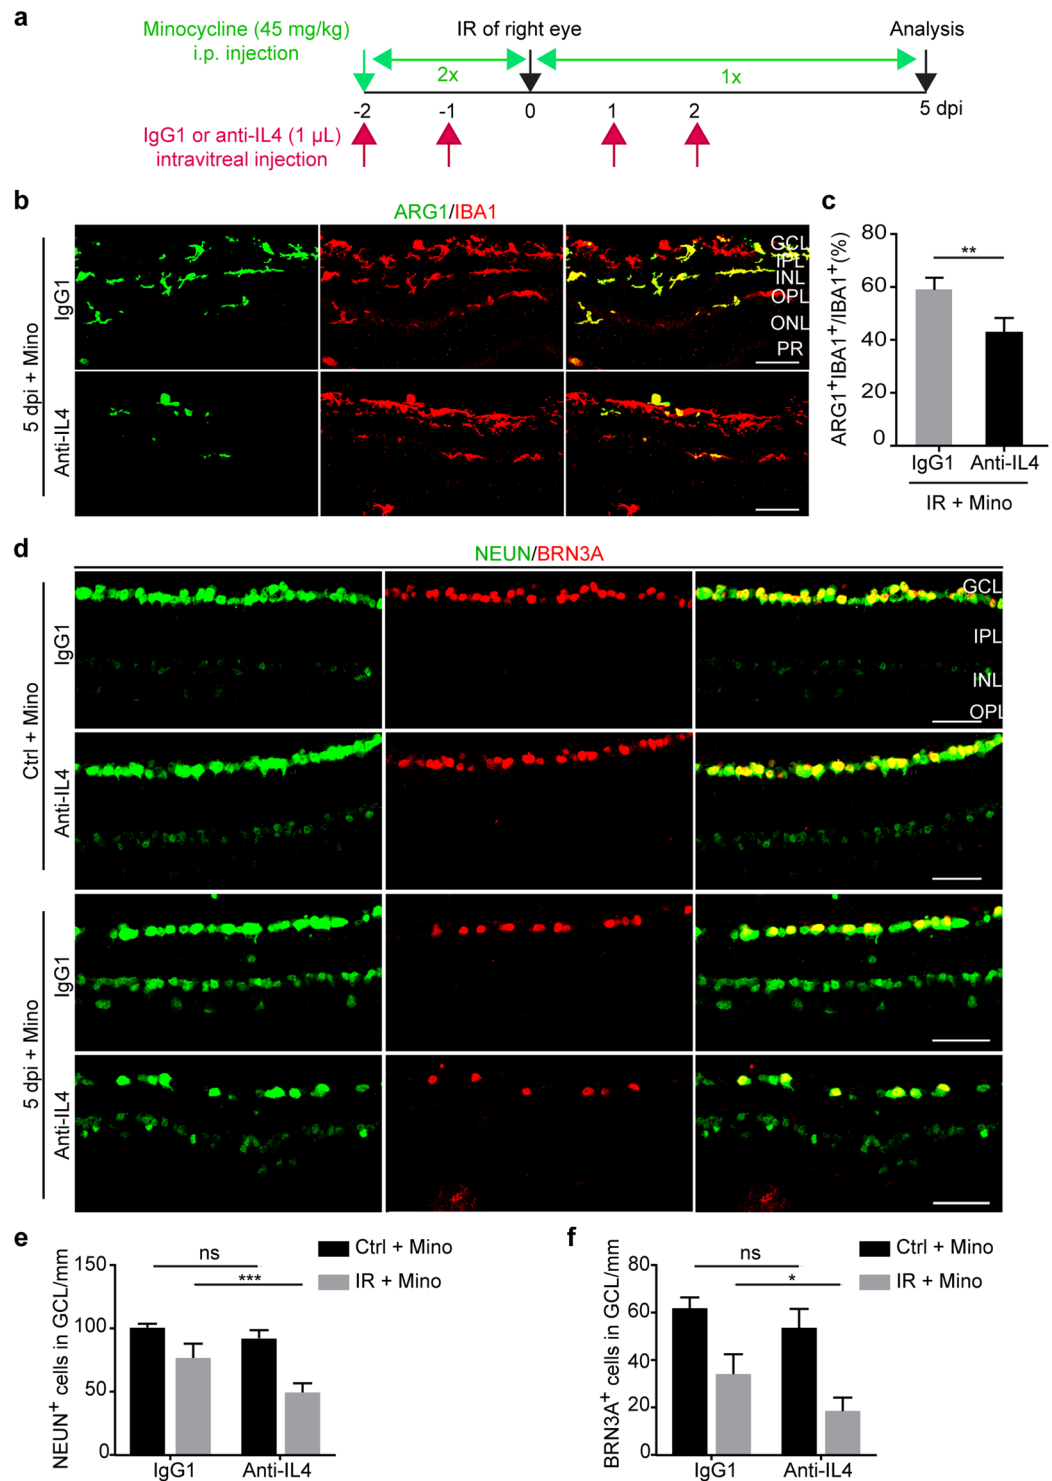 a
Minocycline (45 mg/kg)
i.p. injection
IR of right eye
Analysis
2x
1x
-2
-1
0
1
2
5 dpi
IgG1 or anti-IL4 (1 µL)
intravitreal injection
b
ARG1/IBA1
5 dpi + Mino
IgG1
Anti-IL4
GCL
IPL
INL
OPL
ONL
PR
c
ARG1+IBA1+/IBA1+(%)
80
60
40
20
0
**
IgG1
Anti-IL4
IR + Mino
d
NEUN/BRN3A
Ctrl + Mino
IgG1
Anti-IL4
GCL
IPL
INL
OPL
5 dpi + Mino
IgG1
Anti-IL4
e
NEUN+ cells in GCL/mm
150
100
50
0
ns
***
Ctrl + Mino
IR + Mino
IgG1
Anti-IL4
f
BRN3A+ cells in GCL/mm
80
60
40
20
0
ns
*
Ctrl + Mino
IR + Mino
IgG1
Anti-IL4